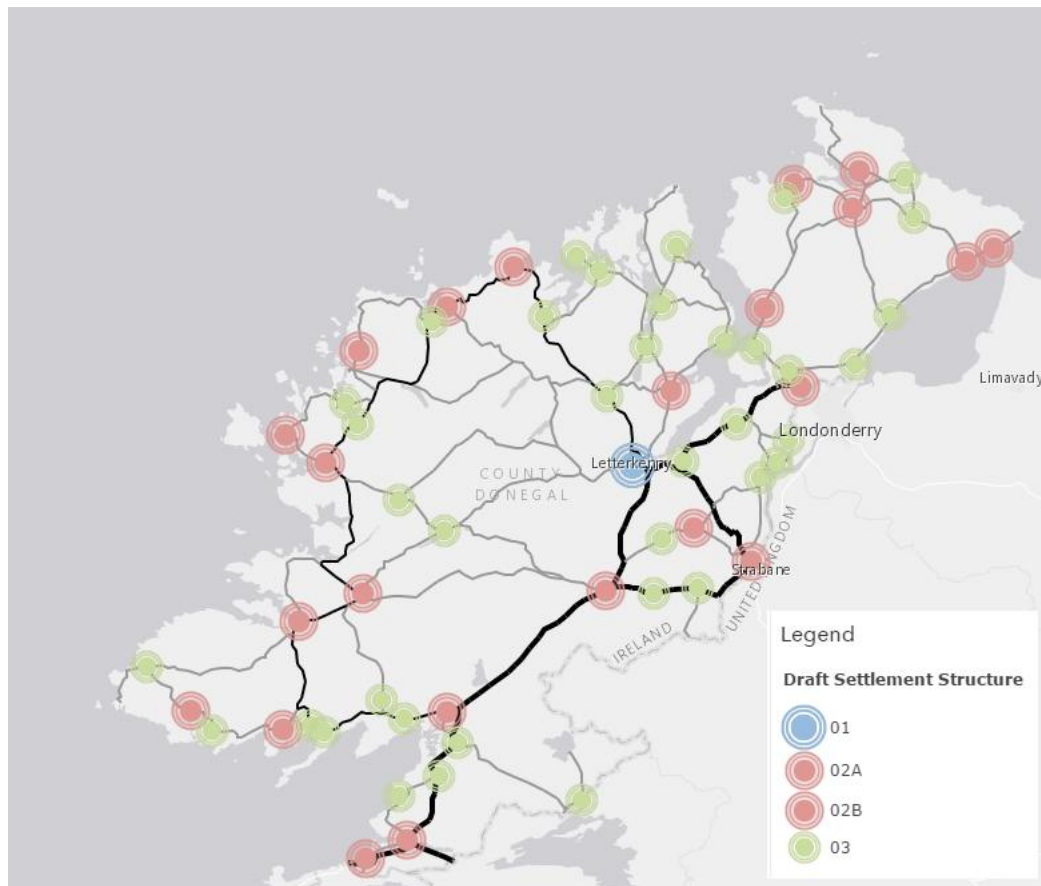 Limavady
Londonderry
Letterkenny
COUNTY
DONEGAL
Strabane
UNITED KINGDOM
IRELAND
Legend
Draft Settlement Structure
01
02A
02B
03